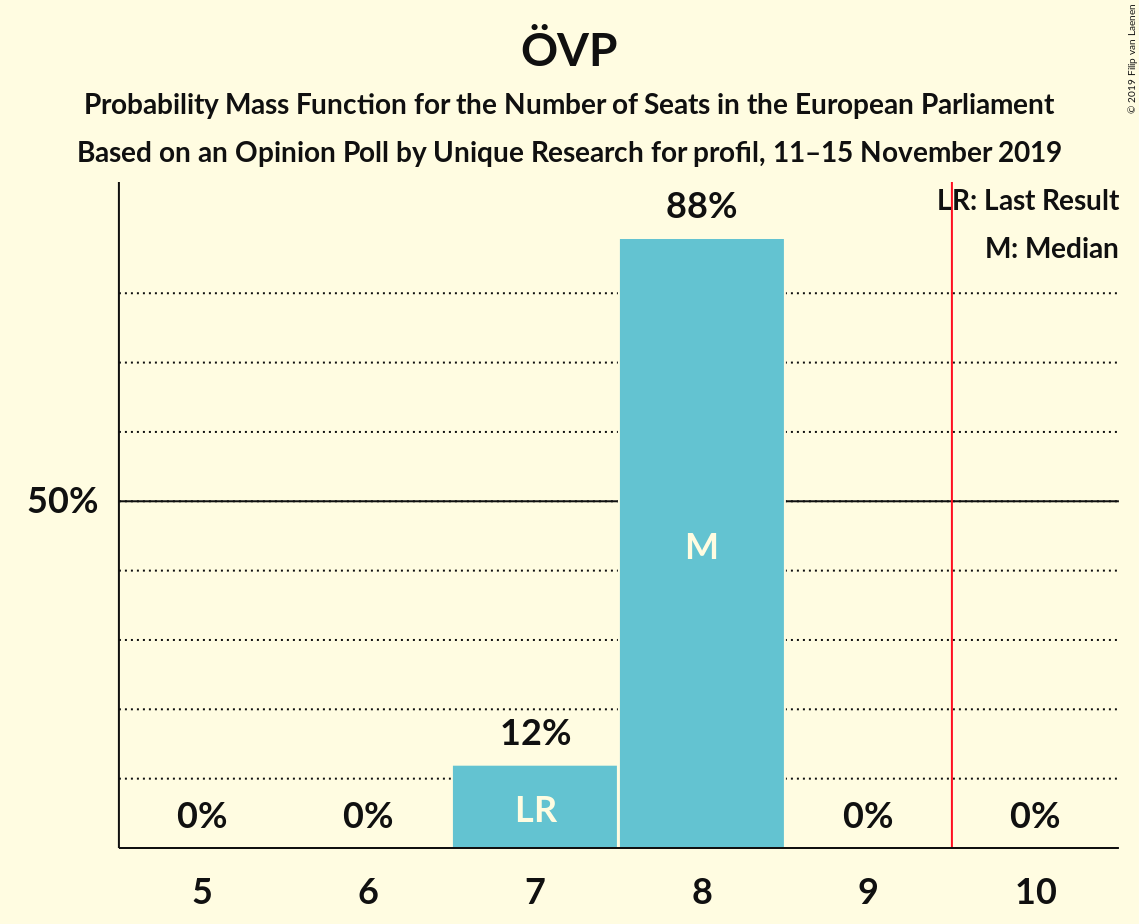 ÖVP
Probability Mass Function for the Number of Seats in the European Parliament
Based on an Opinion Poll by Unique Research for profil, 11–15 November 2019
© 2019 Filip van Laenen
LR: Last Result
M: Median
88%
50%
M
12%
LR
0%
0%
0%
0%
5
6
7
8
9
10